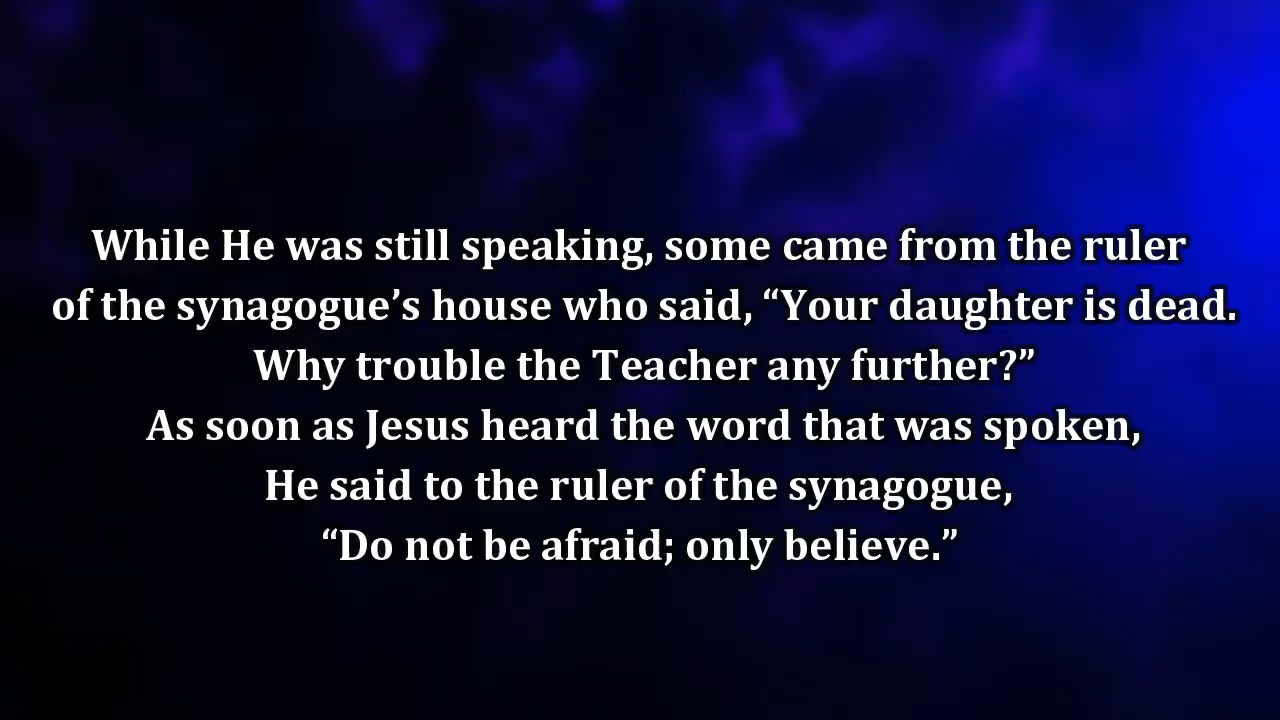 While He was still speaking, some came from the ruler
of the synagogue’s house who said, “Your daughter is dead.
Why trouble the Teacher any further?”
As soon as Jesus heard the word that was spoken,
He said to the ruler of the synagogue,
“Do not be afraid; only believe.”